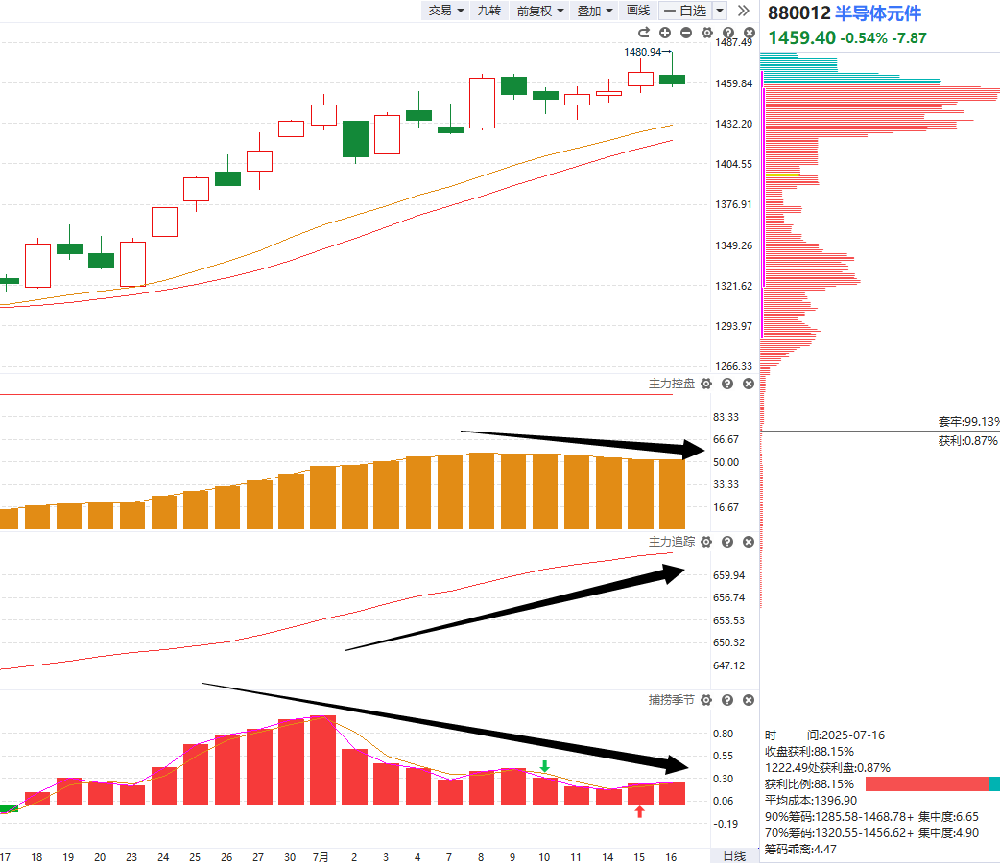 交易 九转 前复权 叠加 画线 一 自选
880012 半导体元件
1459.40 -0.54% -7.87
1480.94
1487.49
1459.84
1432.20
1404.55
1376.91
1349.26
1321.62
1293.97
1266.33
主力控盘
83.33
66.67
50.00
33.33
16.67
套牢:99.13%
获利:0.87%
主力追踪
659.94
656.74
653.53
650.32
647.12
捕捞季节
0.80
0.55
0.30
0.06
-0.19
17 18 19 20 23 24 25 26 27 30 7月 2 3 4 7 8 9 10 11 14 15 16 日线
时 间:2025-07-16
收盘获利:88.15%
1222.49处获利盘:0.87%
获利比例:88.15%
平均成本:1396.90
90%筹码:1285.58-1468.78+ 集中度:6.65
70%筹码:1320.55-1456.62+ 集中度:4.90
筹码乖离:4.47